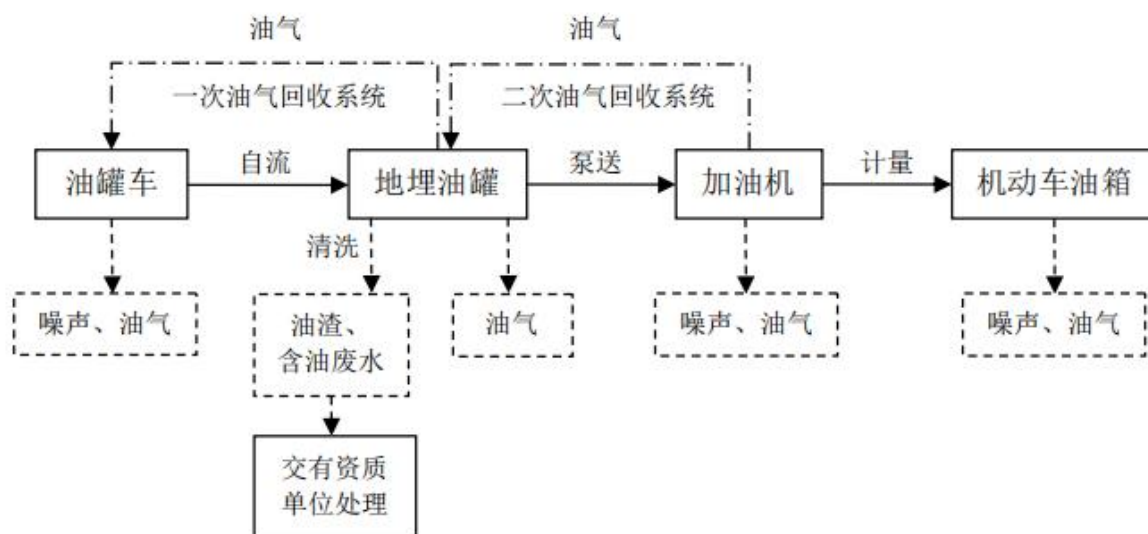 油气
油气
一次油气回收系统
二次油气回收系统
油罐车
自流
地埋油罐
泵送
加油机
计量
机动车油箱
清洗
噪声、油气
油渣、
含油废水
油气
噪声、油气
噪声、油气
交有资质
单位处理